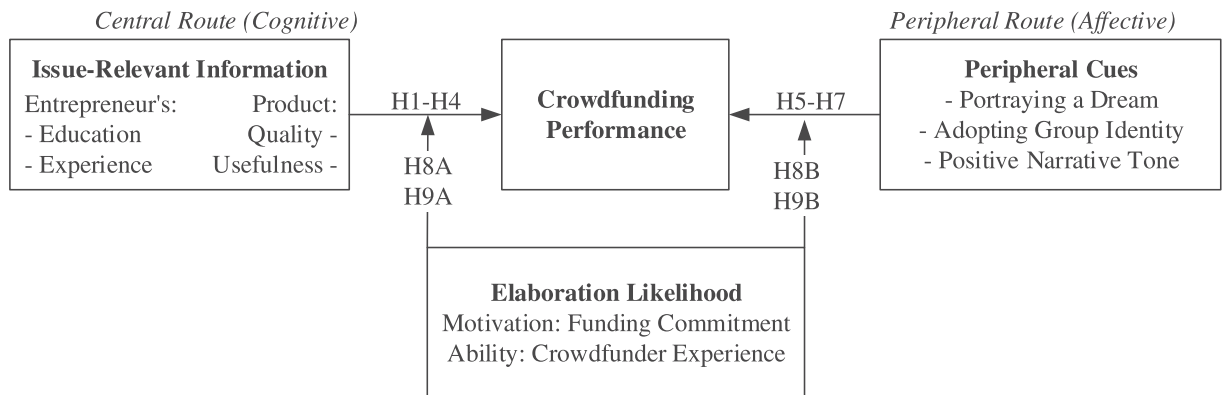 Central Route (Cognitive)
Peripheral Route (Affective)
Issue-Relevant Information
Entrepreneur's: Product:
- Education Quality -
- Experience Usefulness -
H1-H4
H8A
H9A
Crowdfunding
Performance
H5-H7
H8B
H9B
Peripheral Cues
- Portraying a Dream
- Adopting Group Identity
- Positive Narrative Tone
Elaboration Likelihood
Motivation: Funding Commitment
Ability: Crowdfunder Experience